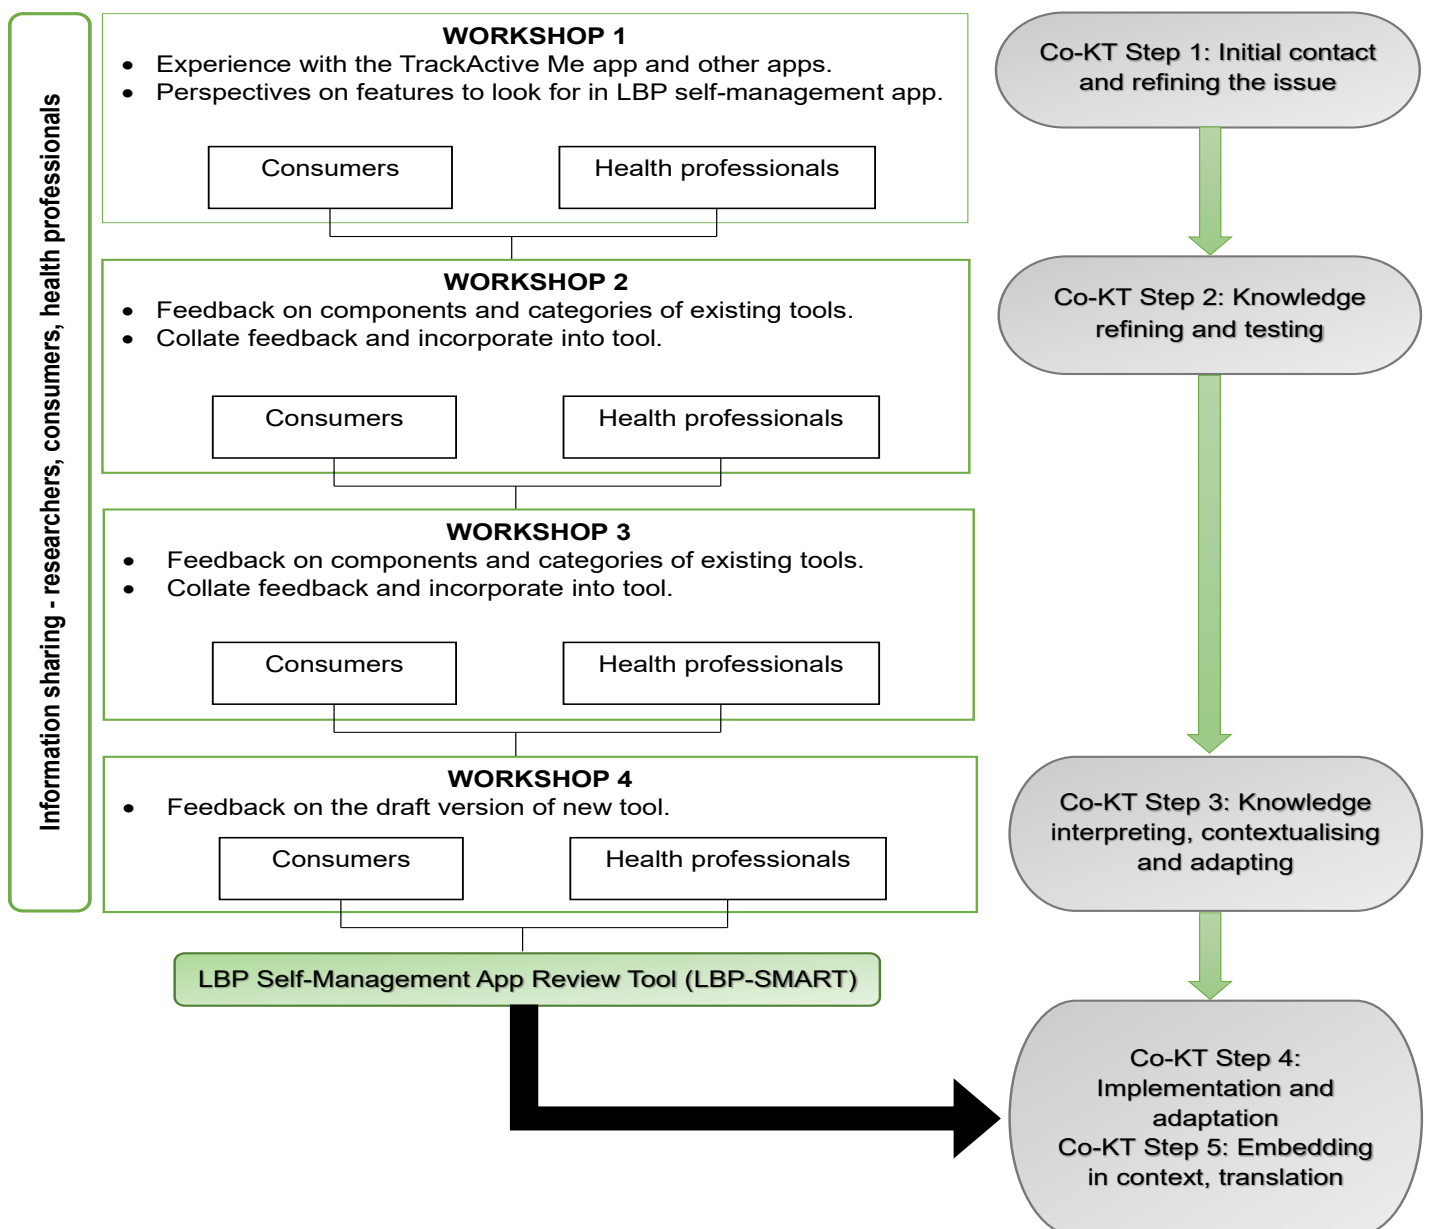 Information sharing - researchers, consumers, health professionals
WORKSHOP 1
• Experience with the TrackActive Me app and other apps.
• Perspectives on features to look for in LBP self-management app.
Consumers
Health professionals
WORKSHOP 2
• Feedback on components and categories of existing tools.
• Collate feedback and incorporate into tool.
Consumers
Health professionals
WORKSHOP 3
• Feedback on components and categories of existing tools.
• Collate feedback and incorporate into tool.
Consumers
Health professionals
WORKSHOP 4
• Feedback on the draft version of new tool.
Consumers
Health professionals
LBP Self-Management App Review Tool (LBP-SMART)
Co-KT Step 1: Initial contact
and refining the issue
Co-KT Step 2: Knowledge
refining and testing
Co-KT Step 3: Knowledge
interpreting, contextualising
and adapting
Co-KT Step 4:
Implementation and
adaptation
Co-KT Step 5: Embedding
in context, translation